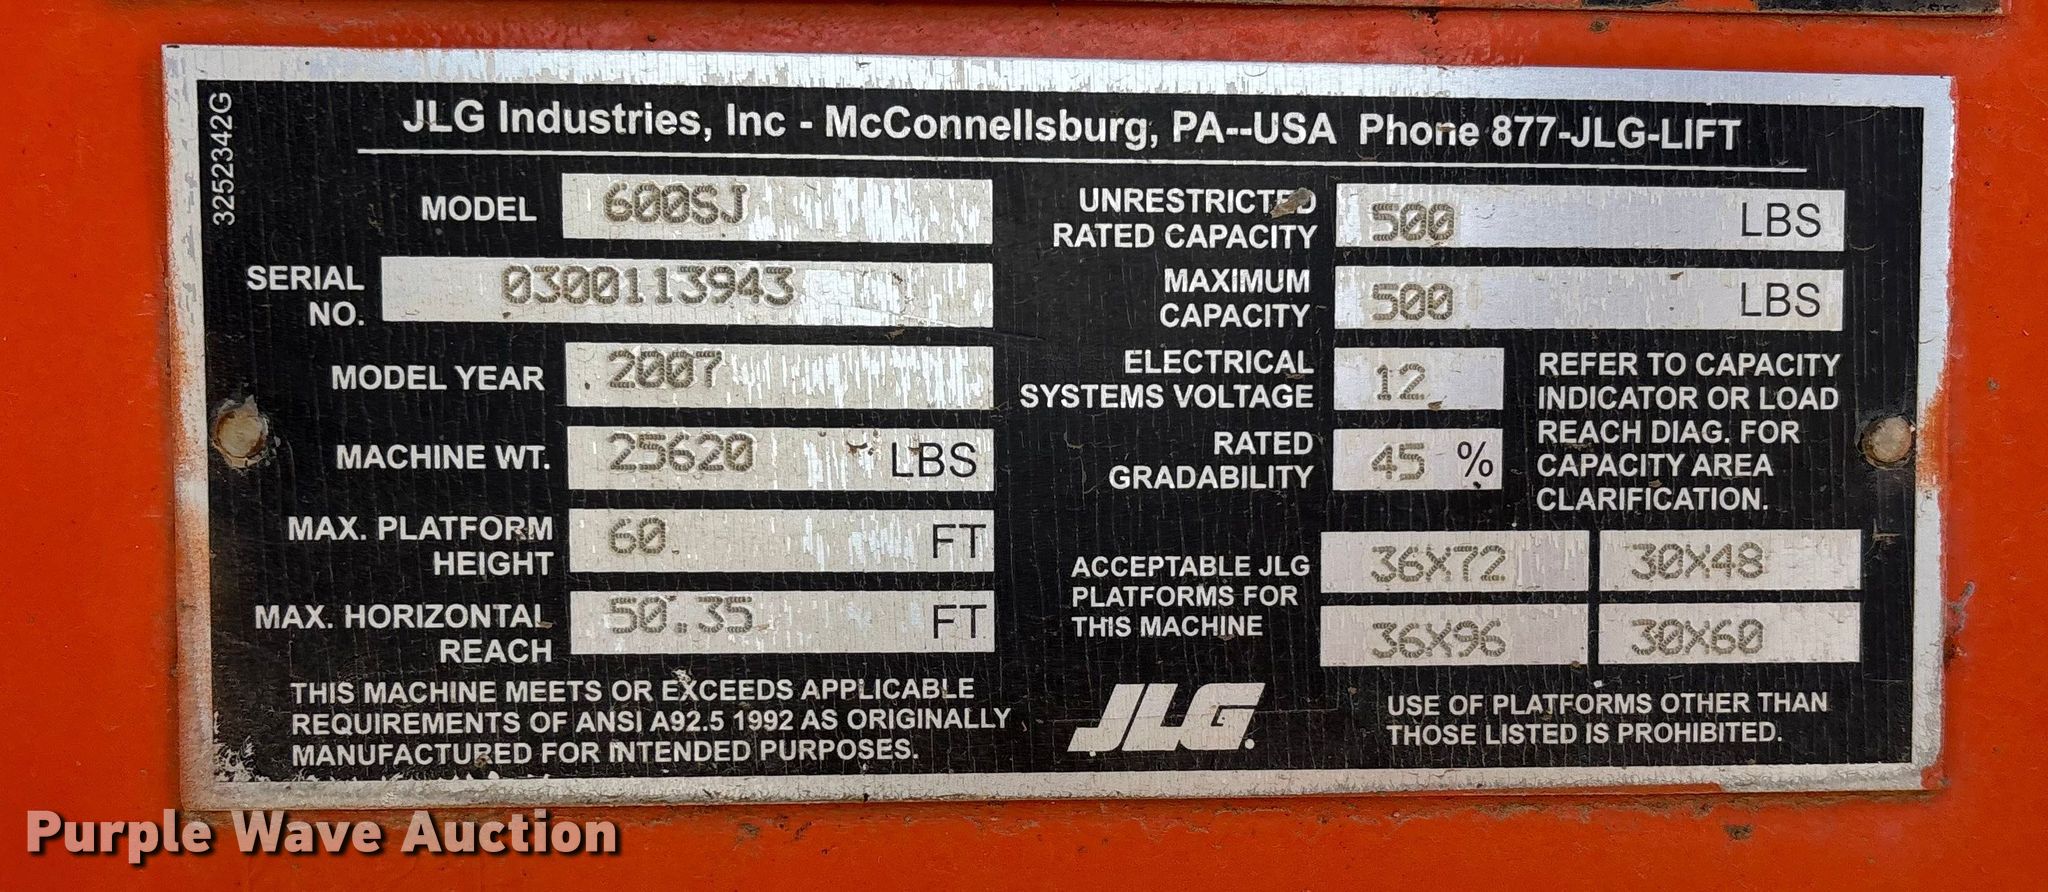 3252342G
JLG Industries, Inc - McConnellsburg, PA--USA Phone 877-JLG-LIFT
MODEL 600SJ
SERIAL
NO. 0300113943
MODEL YEAR 2007
MACHINE WT. 25620 LBS
MAX. PLATFORM
HEIGHT 60 FT
MAX. HORIZONTAL
REACH 50.35 FT
THIS MACHINE MEETS OR EXCEEDS APPLICABLE
REQUIREMENTS OF ANSI A92.5 1992 AS ORIGINALLY
MANUFACTURED FOR INTENDED PURPOSES.
UNRESTRICTED
RATED CAPACITY 500 LBS
MAXIMUM
CAPACITY 500 LBS
ELECTRICAL
SYSTEMS VOLTAGE 12
RATED
GRADABILITY 45 %
REFER TO CAPACITY
INDICATOR OR LOAD
REACH DIAG. FOR
CAPACITY AREA
CLARIFICATION.
ACCEPTABLE JLG
PLATFORMS FOR
THIS MACHINE
36X72 30X48
36X96 30X60
JLG.
USE OF PLATFORMS OTHER THAN
THOSE LISTED IS PROHIBITED.
Purple Wave Auction